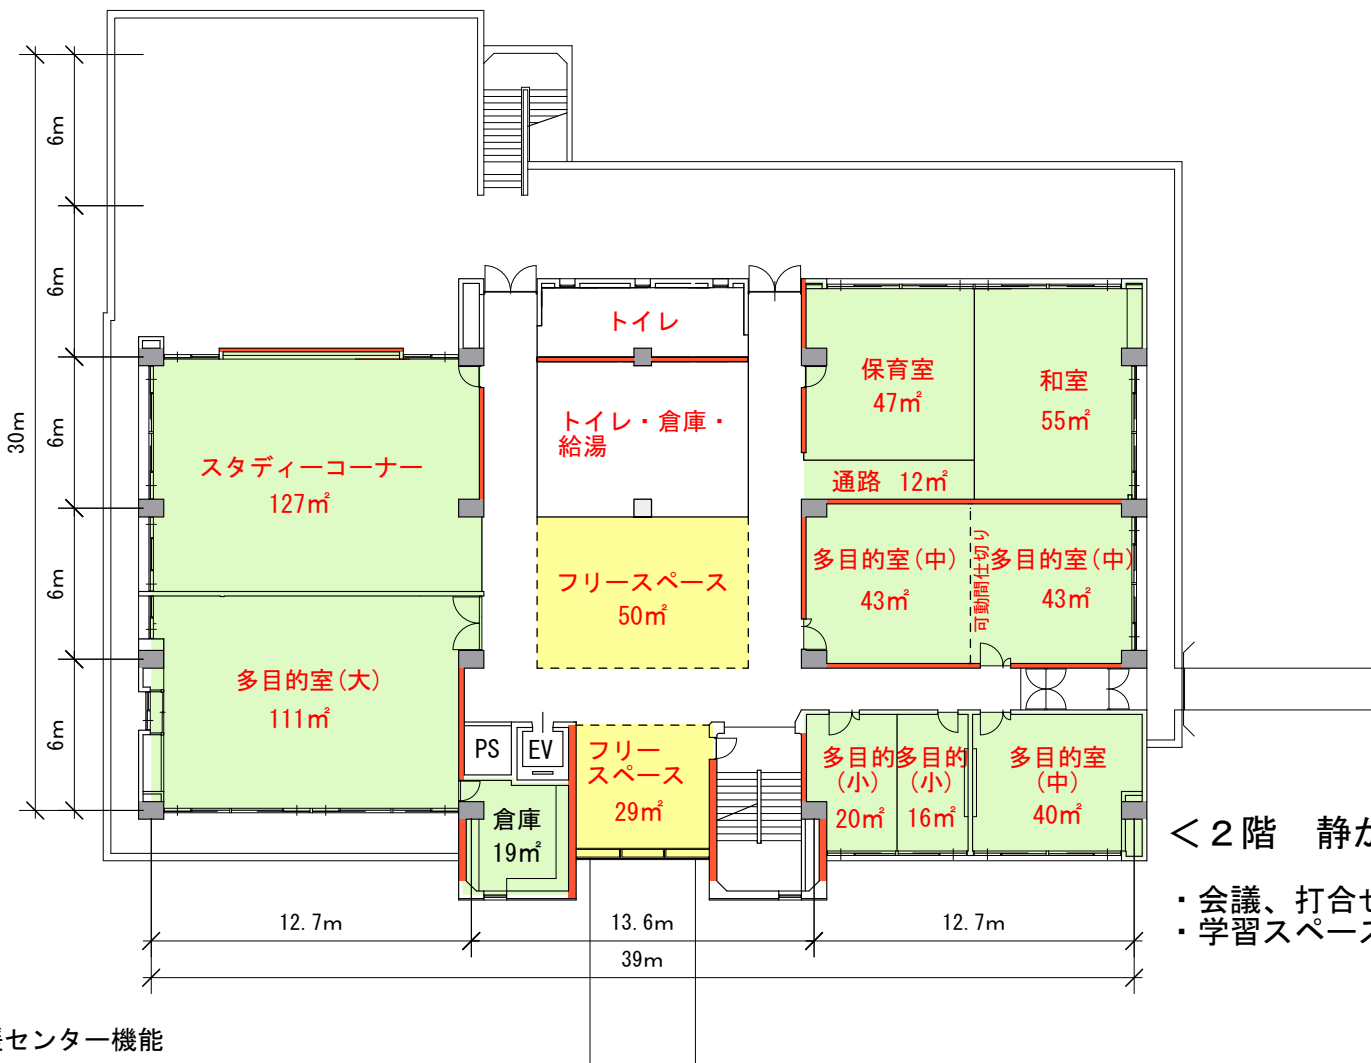 6m
6m
6m
6m
6m
30m
トイレ
トイレ・倉庫・
給湯
保育室
47㎡
和室
55㎡
通路 12㎡
スタディーコーナー
127㎡
フリースペース
50㎡
多目的室(中)
43㎡
可動間仕切り
多目的室(中)
43㎡
多目的室(大)
111㎡
PS
EV
フリー
スペース
29㎡
倉庫
19㎡
多目的
(小)
20㎡
多目的
(小)
16㎡
多目的室
(中)
40㎡
<2階 静か
・会議、打合せ
・学習スペース
12.7m
13.6m
12.7m
39m
センター機能